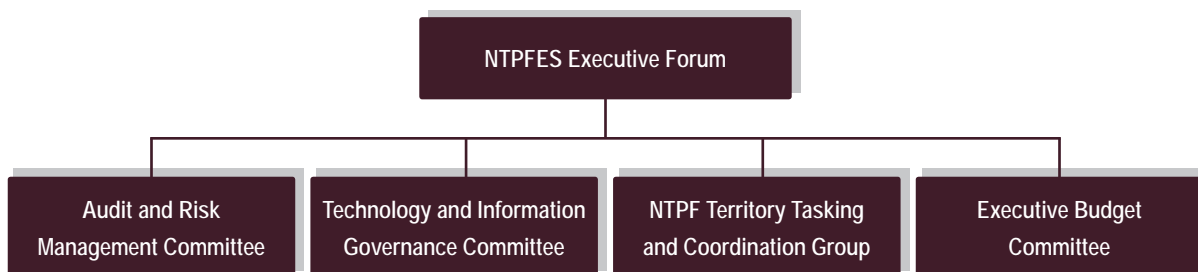 NTPFES Executive Forum
Audit and Risk
Management Committee
Technology and Information
Governance Committee
NTPF Territory Tasking
and Coordination Group
Executive Budget
Committee